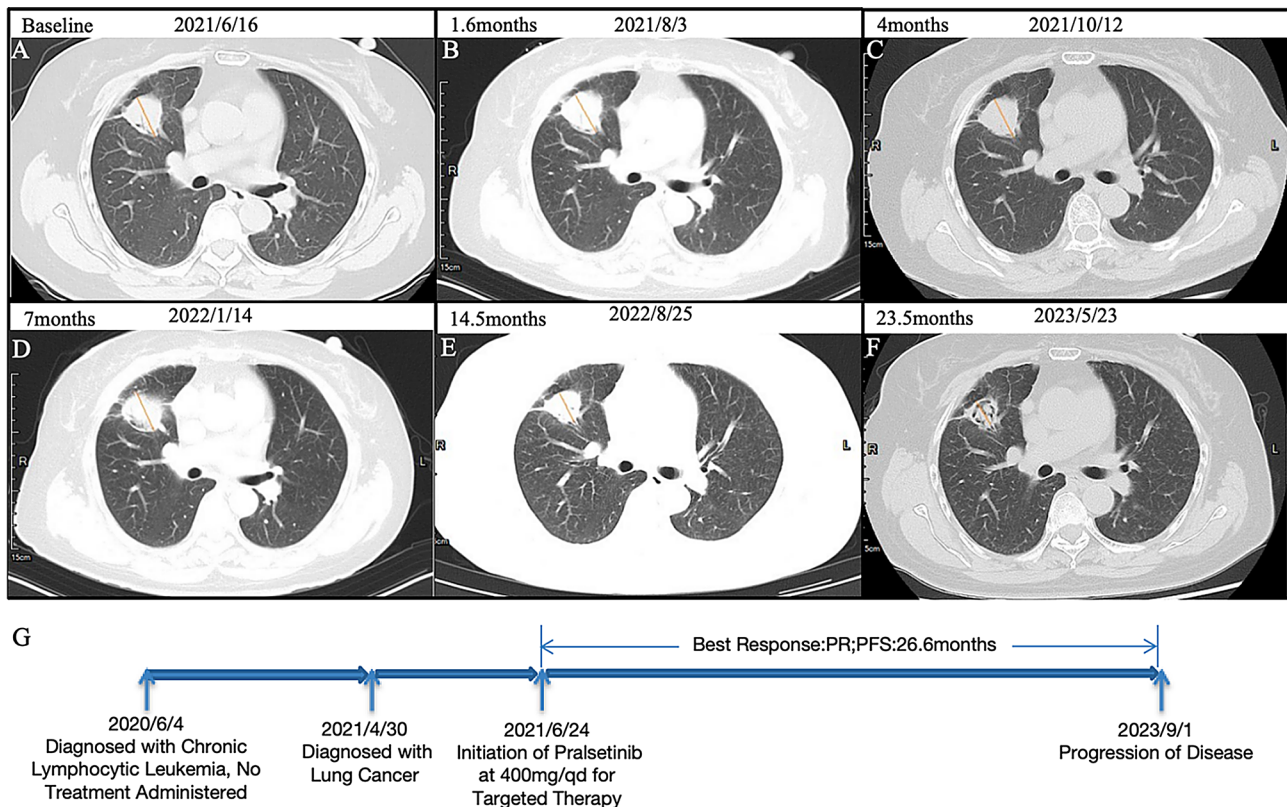 Baseline 2021/6/16
1.6months 2021/8/3
4months 2021/10/12
A
B
C
R
R
L
15cm
15cm
7months 2022/1/14
14.5months 2022/8/25
23.5months 2023/5/23
D
E
F
R
L
R
L
R
L
15cm
5cm
G
Best Response:PR;PFS:26.6months
2020/6/4
Diagnosed with Chronic
Lymphocytic Leukemia, No
Treatment Administered
2021/4/30
Diagnosed with
Lung Cancer
2021/6/24
Initiation of Pralsetinib
at 400mg/qd for
Targeted Therapy
2023/9/1
Progression of Disease